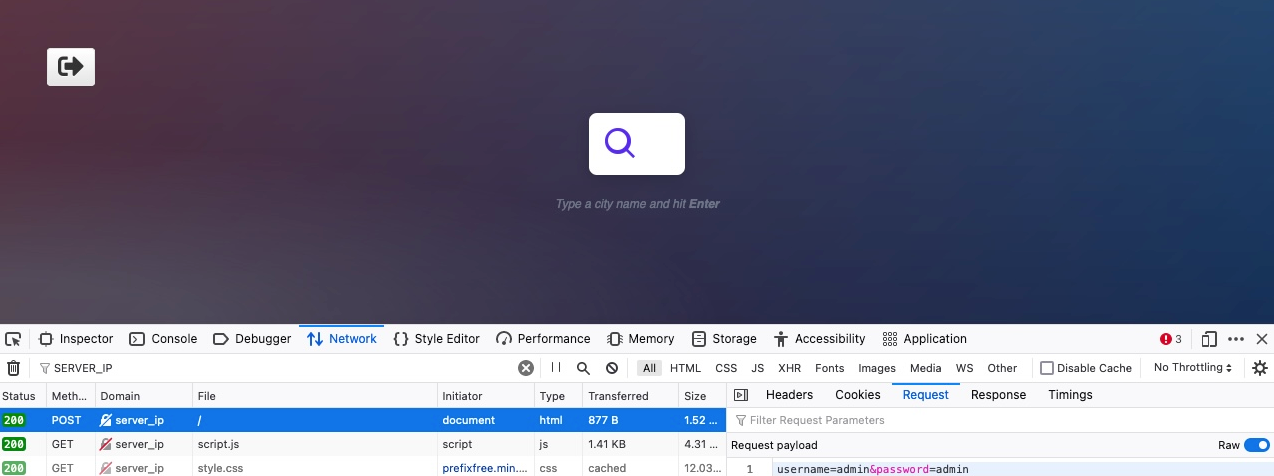 Type a city name and hit Enter
Inspector Console Debugger Network Style Editor Performance Memory Storage Accessibility Application 3
SERVER_IP All HTML CSS JS XHR Fonts Images Media WS Other Disable Cache No Throttling
Status Meth... Domain File Initiator Type Transferred Size Headers Cookies Request Response Timings
200 POST server_ip / document html 877 B 1.52 ... Filter Request Parameters
200 GET server_ip script.js script js 1.41 KB 4.31 ... Request payload Raw
200 GET server_ip style.css prefixfree.min.... css cached 12.03... 1 username=admin&password=admin